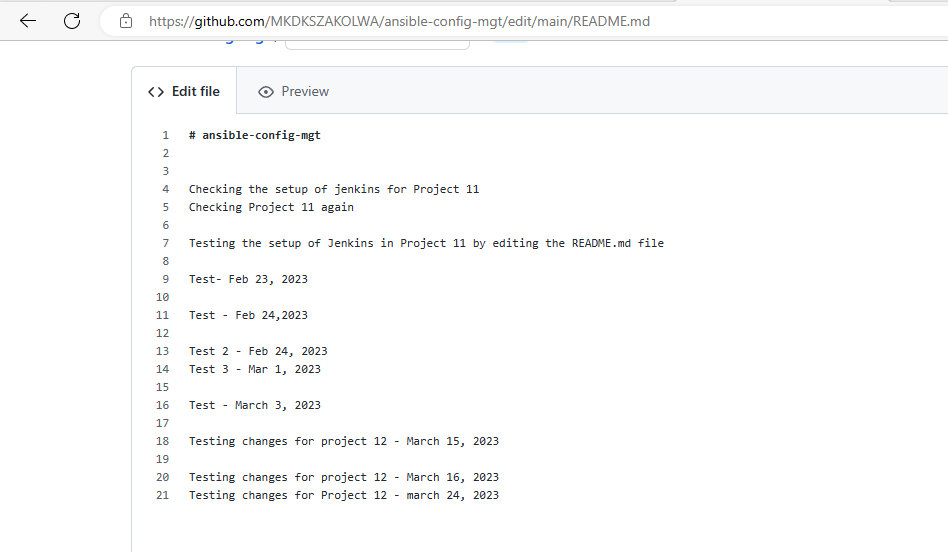 https://github.com/MKDKSZAKOLWA/ansible-config-mgt/edit/main/README.md
Edit file
Preview
1 # ansible-config-mgt
2
3
4 Checking the setup of jenkins for Project 11
5 Checking Project 11 again
6
7 Testing the setup of Jenkins in Project 11 by editing the README.md file
8
9 Test- Feb 23, 2023
10
11 Test - Feb 24,2023
12
13 Test 2 - Feb 24, 2023
14 Test 3 - Mar 1, 2023
15
16 Test - March 3, 2023
17
18 Testing changes for project 12 - March 15, 2023
19
20 Testing changes for project 12 - March 16, 2023
21 Testing changes for Project 12 - march 24, 2023